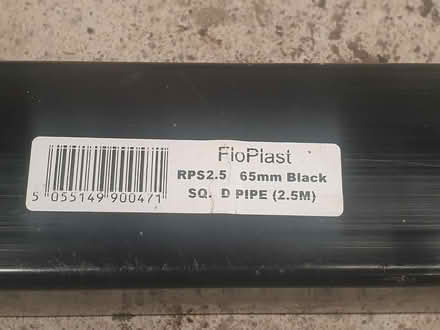 FloPlast
RPS2.5 65mm Black
SQ. D PIPE (2.5M)
5 055149 900471